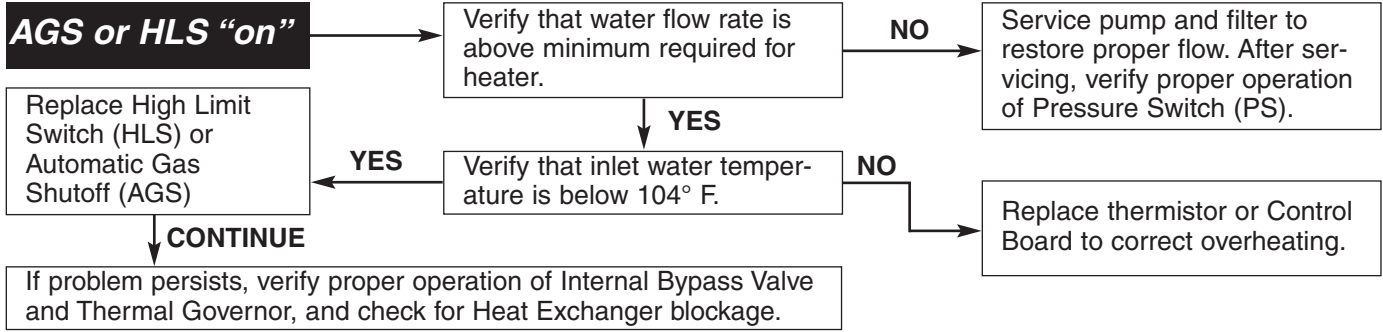 AGS or HLS “on”
Verify that water flow rate is
above minimum required for
heater.
NO
Service pump and filter to
restore proper flow. After ser-
vicing, verify proper operation
of Pressure Switch (PS).
YES
Verify that inlet water temper-
ature is below 104° F.
NO
Replace thermistor or Control
Board to correct overheating.
YES
Replace High Limit
Switch (HLS) or
Automatic Gas
Shutoff (AGS)
CONTINUE
If problem persists, verify proper operation of Internal Bypass Valve
and Thermal Governor, and check for Heat Exchanger blockage.